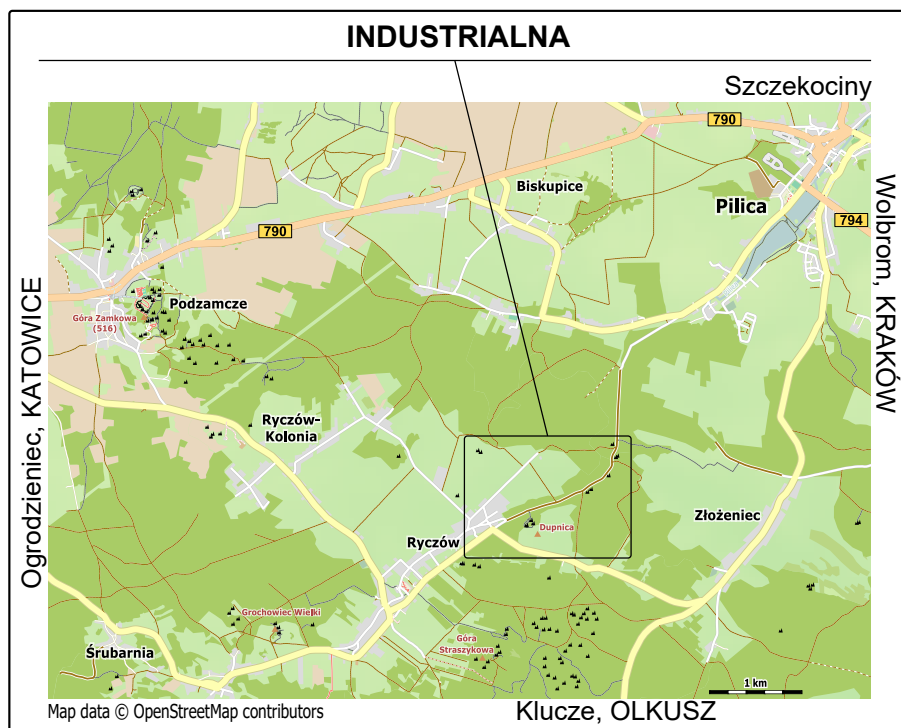 INDUSTRIALNA
Szczekociny
790
Biskupice
Pilica
794
790
Podzamcze
Góra Zamkowa
(516)
Wolbrom, KRAKÓW
Ogrodzieniec, KATOWICE
Ryczów-
Kolonia
Złożeniec
Dupnica
Ryczów
Grochowiec Wielki
Góra
Straszykowa
Śrubarnia
1 km
Map data © OpenStreetMap contributors
Klucze, OLKUSZ